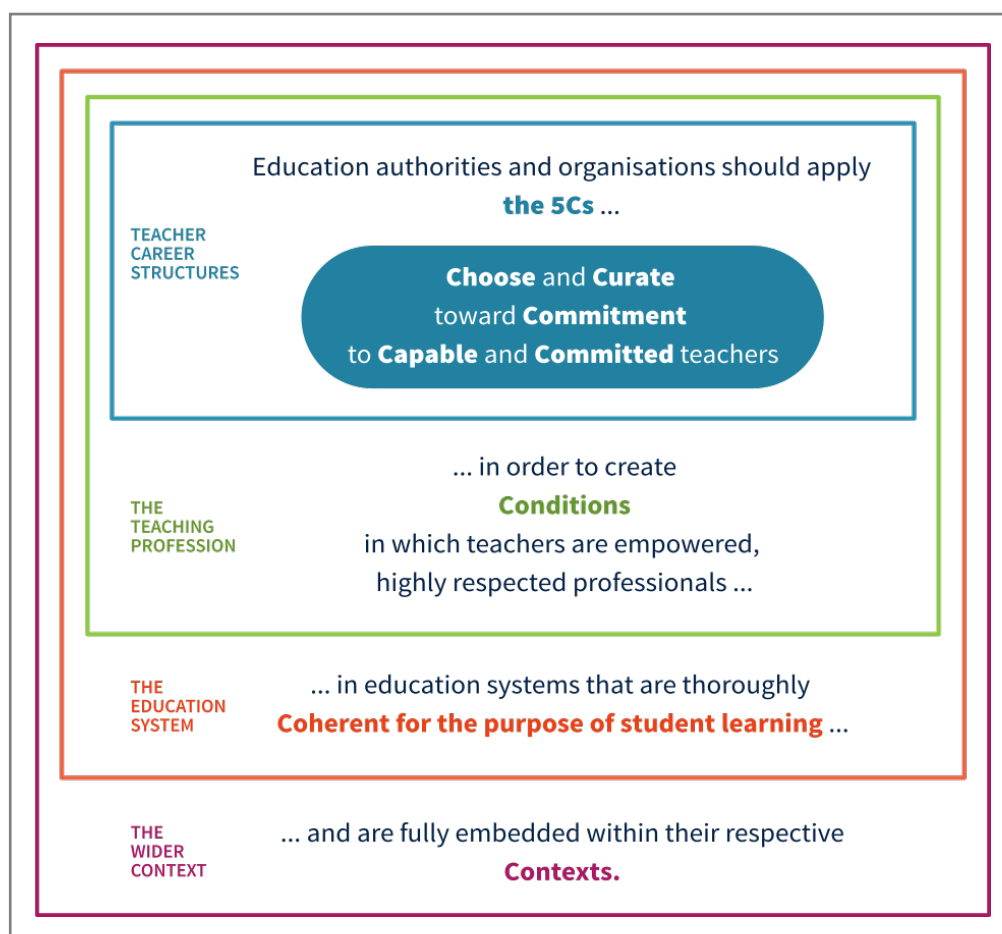 Education authorities and organisations should apply
the 5Cs ...
TEACHER
CAREER
STRUCTURES
Choose and Curate
toward Commitment
to Capable and Committed teachers
... in order to create
Conditions
in which teachers are empowered,
highly respected professionals ...
THE
TEACHING
PROFESSION
... in education systems that are thoroughly
Coherent for the purpose of student learning ...
THE
EDUCATION
SYSTEM
... and are fully embedded within their respective
Contexts.
THE
WIDER
CONTEXT